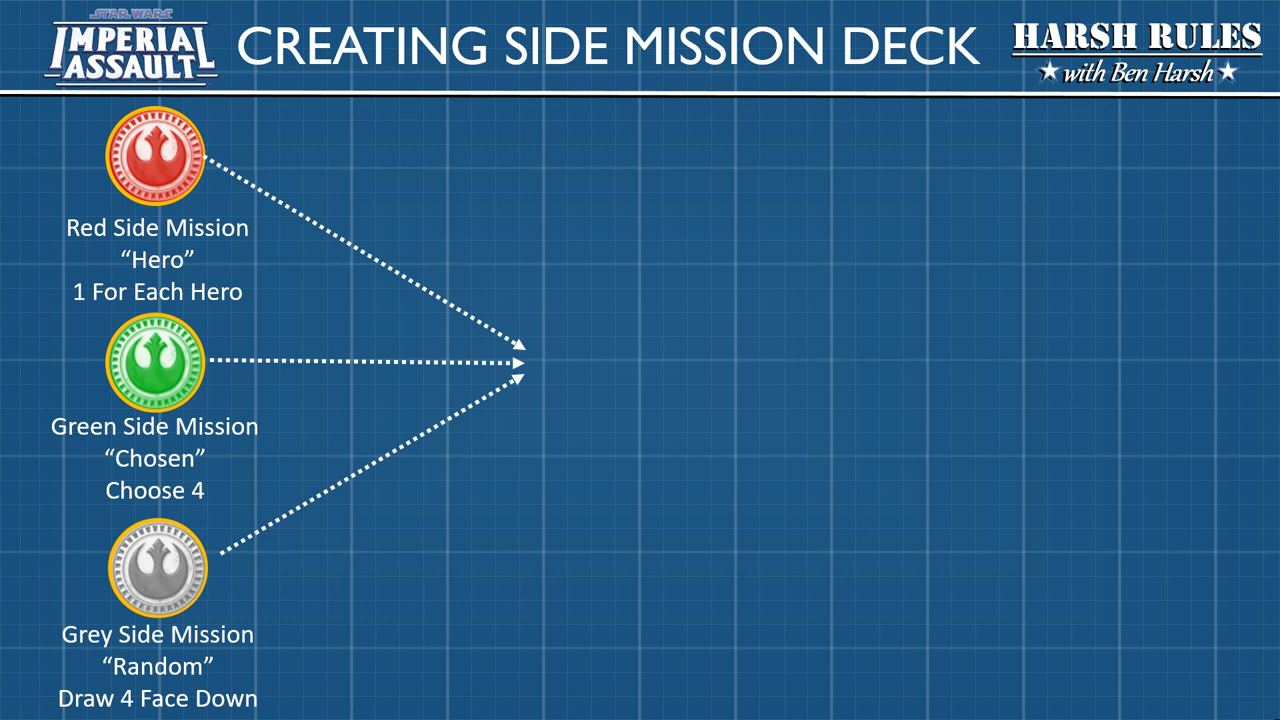 STAR WARS
IMPERIAL
ASSAULT
CREATING SIDE MISSION DECK
HARSH RULES
with Ben Harsh
Red Side Mission
“Hero”
1 For Each Hero
Green Side Mission
“Chosen”
Choose 4
Grey Side Mission
“Random”
Draw 4 Face Down